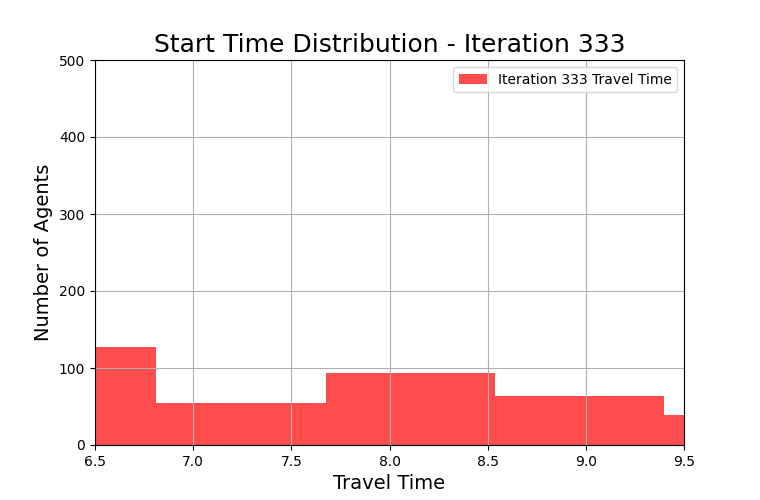 Start Time Distribution - Iteration 333
500
Iteration 333 Travel Time
400
300
Number of Agents
200
100
0
6.5 7.0 7.5 8.0 8.5 9.0 9.5
Travel Time